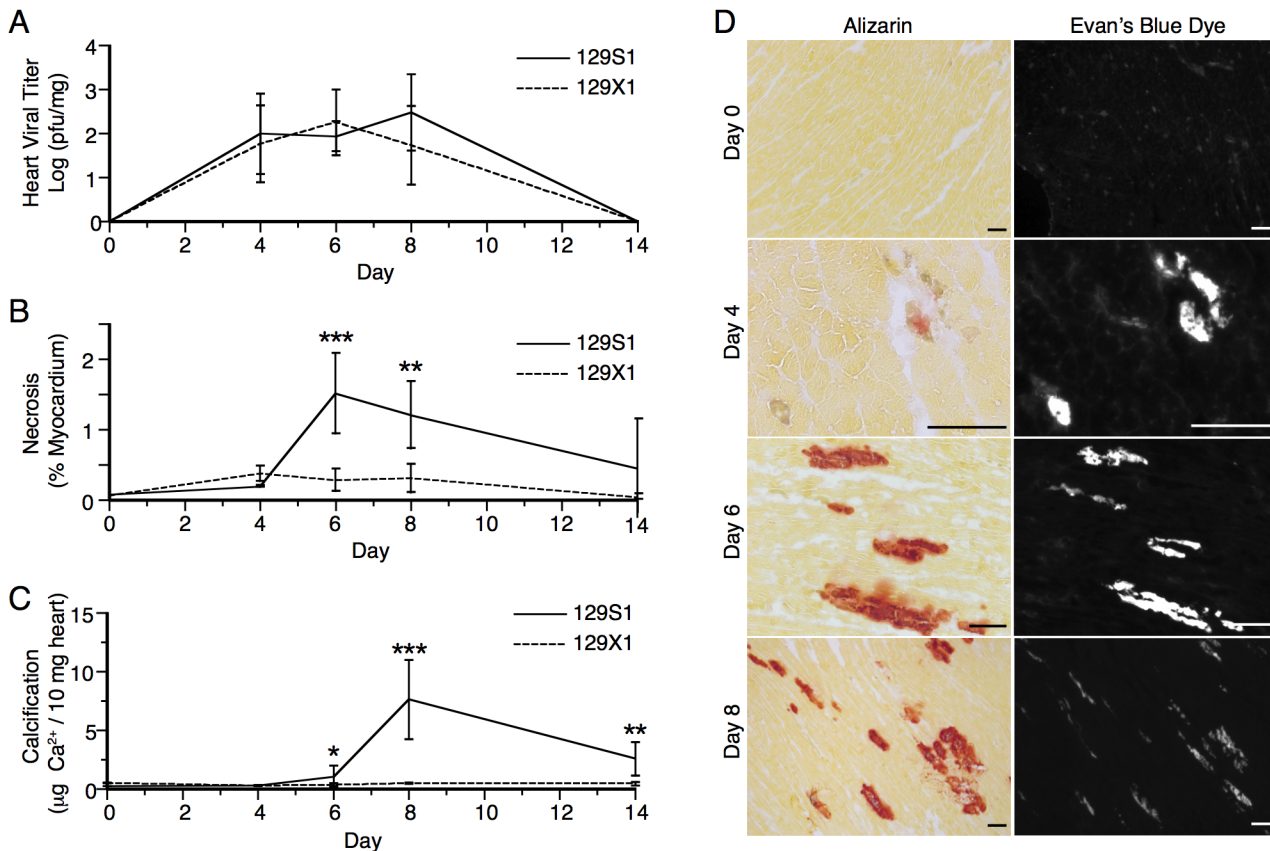 A
Heart Viral Titer
Log (pfu/mg)
4
3
2
1
0
129S1
129X1
0 2 4 6 8 10 12 14
Day
B
Necrosis
(% Myocardium)
2
1
0
***
**
129S1
129X1
0 2 4 6 8 10 12 14
Day
C
Calcification
(μg Ca²⁺ / 10 mg heart)
15
10
5
0
*
***
**
129S1
129X1
0 2 4 6 8 10 12 14
Day
D
Alizarin Evan's Blue Dye
Day 0
Day 4
Day 6
Day 8